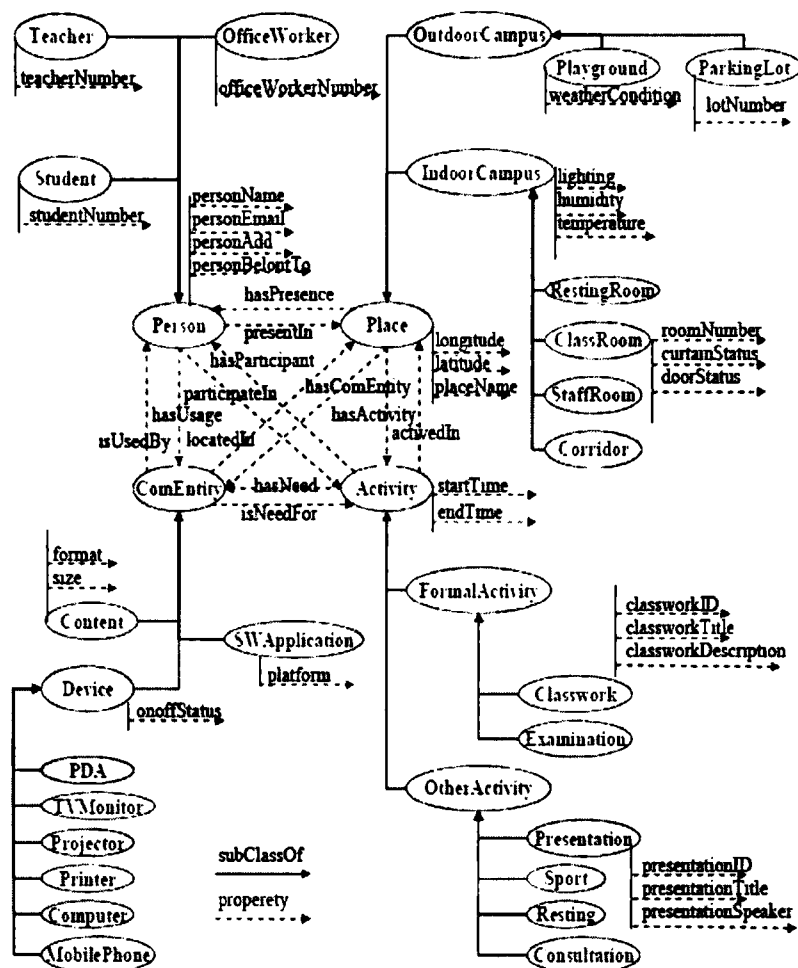 Teacher
OfficeWorker
OutdoorCampus
Playground
ParkingLot
teacherNumber
officeWorkerNumber
weatherCondition
lotNumber
Student
studentNumber
IndoorCampus
lighting
humidity
temperature
personName
personEmail
personAdd
personBelontTo
RestingRoom
hasPresence
Person
presentIn
Place
ClassRoom
roomNumber
curtainStatus
doorStatus
longitude
latitude
placeName
hasParticipant
participateIn
hasComEntity
StaffRoom
hasUsage
hasActivity
isUsedBy
locatedIn
activedIn
Corridor
ComEntity
hasNeed
Activity
isNeedFor
startTime
endTime
format
size
Content
SWApplication
platform
FormalActivity
classworkID
classworkTitle
classworkDescription
Device
onoffStatus
Classwork
Examination
PDA
TVMonitor
Projector
Printer
Computer
MobilePhone
OtherActivity
Presentation
Sport
Resting
Consultation
presentationID
presentationTitle
presentationSpeaker
subClassOf
properety